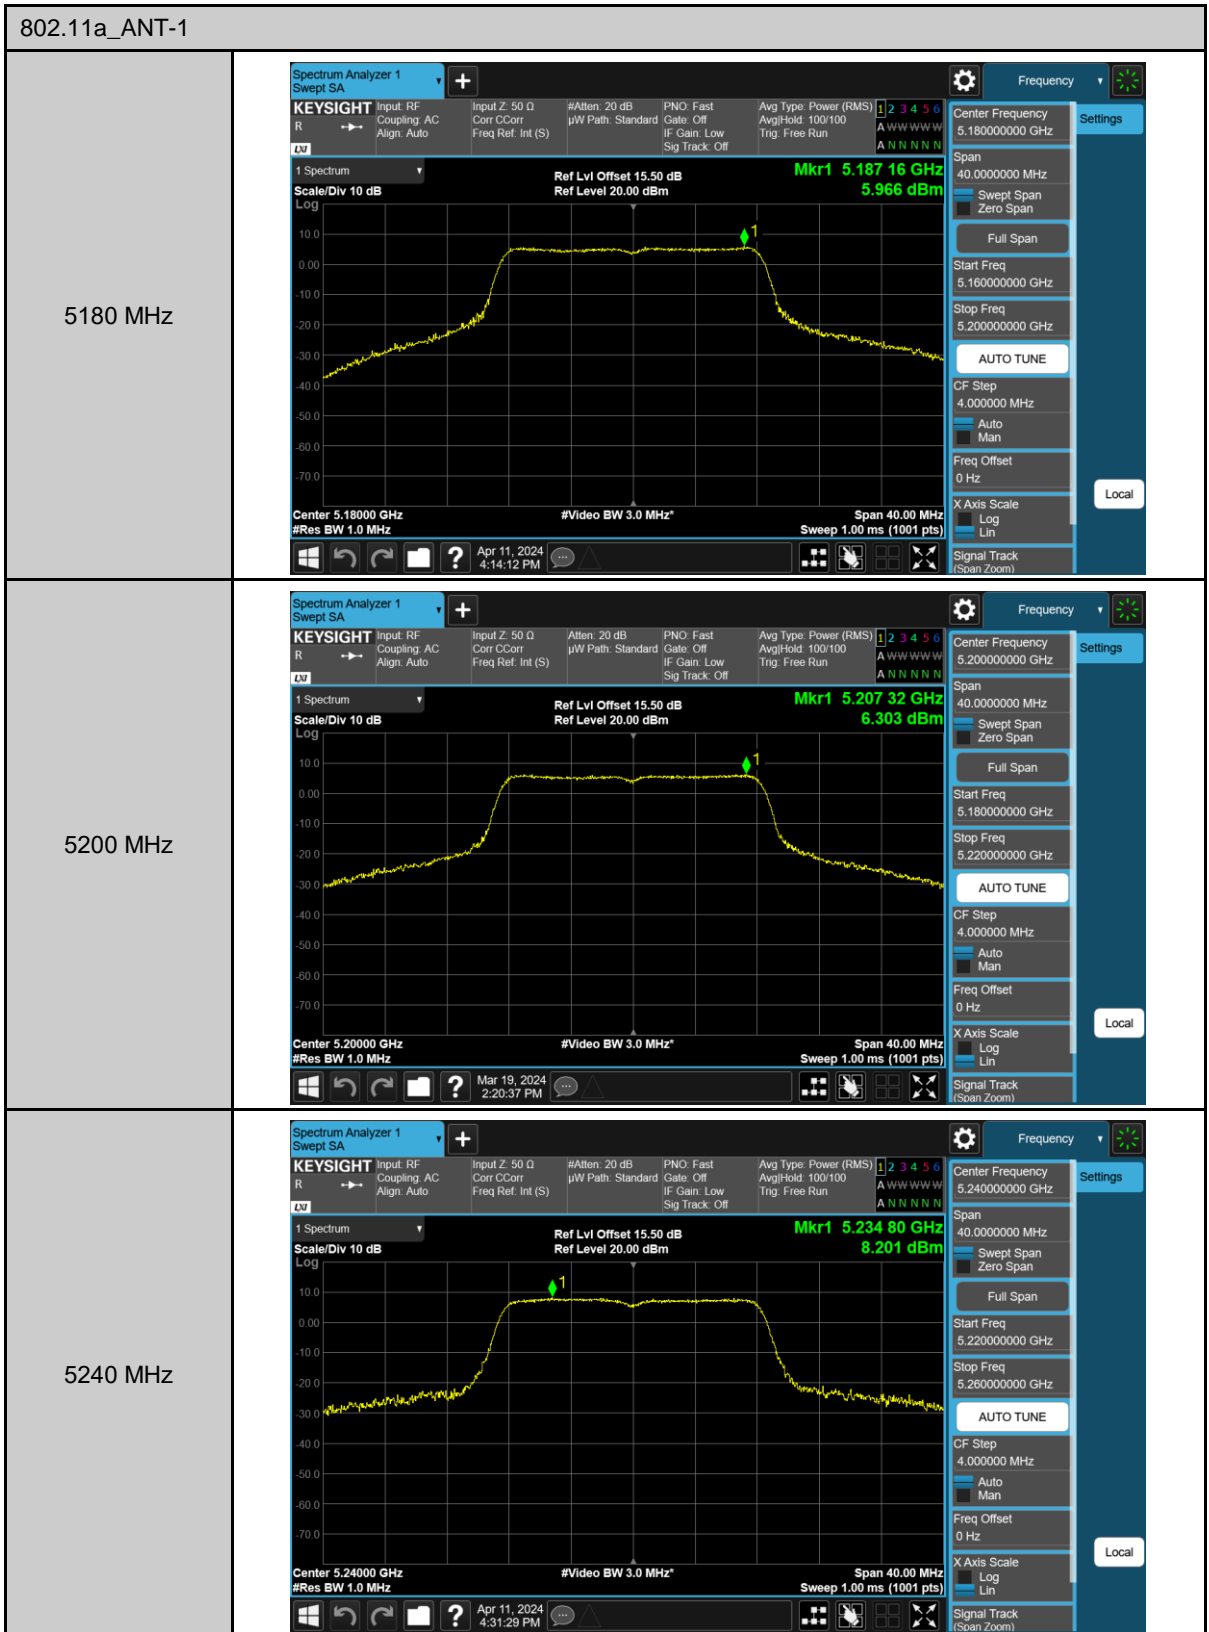 802.11a_ANT-1
5180 MHz
Spectrum Analyzer 1
Swept SA
+
Frequency
KEYSIGHT Input: RF Input Z: 50 Ω #Atten: 20 dB PNO: Fast Avg Type: Power (RMS) 1 2 3 4 5 6
R Coupling: AC Corr CCorr µW Path: Standard Gate: Off Avg|Hold: 100/100 A W W W W W
Align: Auto Freq Ref: Int (S) IF Gain: Low Trig: Free Run
LXI Sig Track: Off A N N N N N
1 Spectrum
Scale/Div 10 dB
Log
Ref Lvl Offset 15.50 dB
Ref Level 20.00 dBm
Mkr1 5.187 16 GHz
5.966 dBm
1
10.0
0.00
-10.0
-20.0
-30.0
-40.0
-50.0
-60.0
-70.0
Center 5.18000 GHz #Video BW 3.0 MHz* Span 40.00 MHz
#Res BW 1.0 MHz Sweep 1.00 ms (1001 pts)
? Apr 11, 2024
4:14:12 PM
Center Frequency
5.180000000 GHz
Settings
Span
40.0000000 MHz
Swept Span
Zero Span
Full Span
Start Freq
5.160000000 GHz
Stop Freq
5.200000000 GHz
AUTO TUNE
CF Step
4.000000 MHz
Auto
Man
Freq Offset
0 Hz
X Axis Scale
Log
Lin
Local
Signal Track
(Span Zoom)
5200 MHz
Spectrum Analyzer 1
Swept SA
+
Frequency
KEYSIGHT Input: RF Input Z: 50 Ω Atten: 20 dB PNO: Fast Avg Type: Power (RMS) 1 2 3 4 5 6
R Coupling: AC Corr CCorr µW Path: Standard Gate: Off Avg|Hold: 100/100 A W W W W W
Align: Auto Freq Ref: Int (S) IF Gain: Low Trig: Free Run
LXI Sig Track: Off A N N N N N
1 Spectrum
Scale/Div 10 dB
Log
Ref Lvl Offset 15.50 dB
Ref Level 20.00 dBm
Mkr1 5.207 32 GHz
6.303 dBm
1
10.0
0.00
-10.0
-20.0
-30.0
-40.0
-50.0
-60.0
-70.0
Center 5.20000 GHz #Video BW 3.0 MHz* Span 40.00 MHz
#Res BW 1.0 MHz Sweep 1.00 ms (1001 pts)
? Mar 19, 2024
2:20:37 PM
Center Frequency
5.200000000 GHz
Settings
Span
40.0000000 MHz
Swept Span
Zero Span
Full Span
Start Freq
5.180000000 GHz
Stop Freq
5.220000000 GHz
AUTO TUNE
CF Step
4.000000 MHz
Auto
Man
Freq Offset
0 Hz
X Axis Scale
Log
Lin
Local
Signal Track
(Span Zoom)
5240 MHz
Spectrum Analyzer 1
Swept SA
+
Frequency
KEYSIGHT Input: RF Input Z: 50 Ω #Atten: 20 dB PNO: Fast Avg Type: Power (RMS) 1 2 3 4 5 6
R Coupling: AC Corr CCorr µW Path: Standard Gate: Off Avg|Hold: 100/100 A W W W W W
Align: Auto Freq Ref: Int (S) IF Gain: Low Trig: Free Run
LXI Sig Track: Off A N N N N N
1 Spectrum
Scale/Div 10 dB
Log
Ref Lvl Offset 15.50 dB
Ref Level 20.00 dBm
Mkr1 5.234 80 GHz
8.201 dBm
1
10.0
0.00
-10.0
-20.0
-30.0
-40.0
-50.0
-60.0
-70.0
Center 5.24000 GHz #Video BW 3.0 MHz* Span 40.00 MHz
#Res BW 1.0 MHz Sweep 1.00 ms (1001 pts)
? Apr 11, 2024
4:31:29 PM
Center Frequency
5.240000000 GHz
Settings
Span
40.0000000 MHz
Swept Span
Zero Span
Full Span
Start Freq
5.220000000 GHz
Stop Freq
5.260000000 GHz
AUTO TUNE
CF Step
4.000000 MHz
Auto
Man
Freq Offset
0 Hz
X Axis Scale
Log
Lin
Local
Signal Track
(Span Zoom)